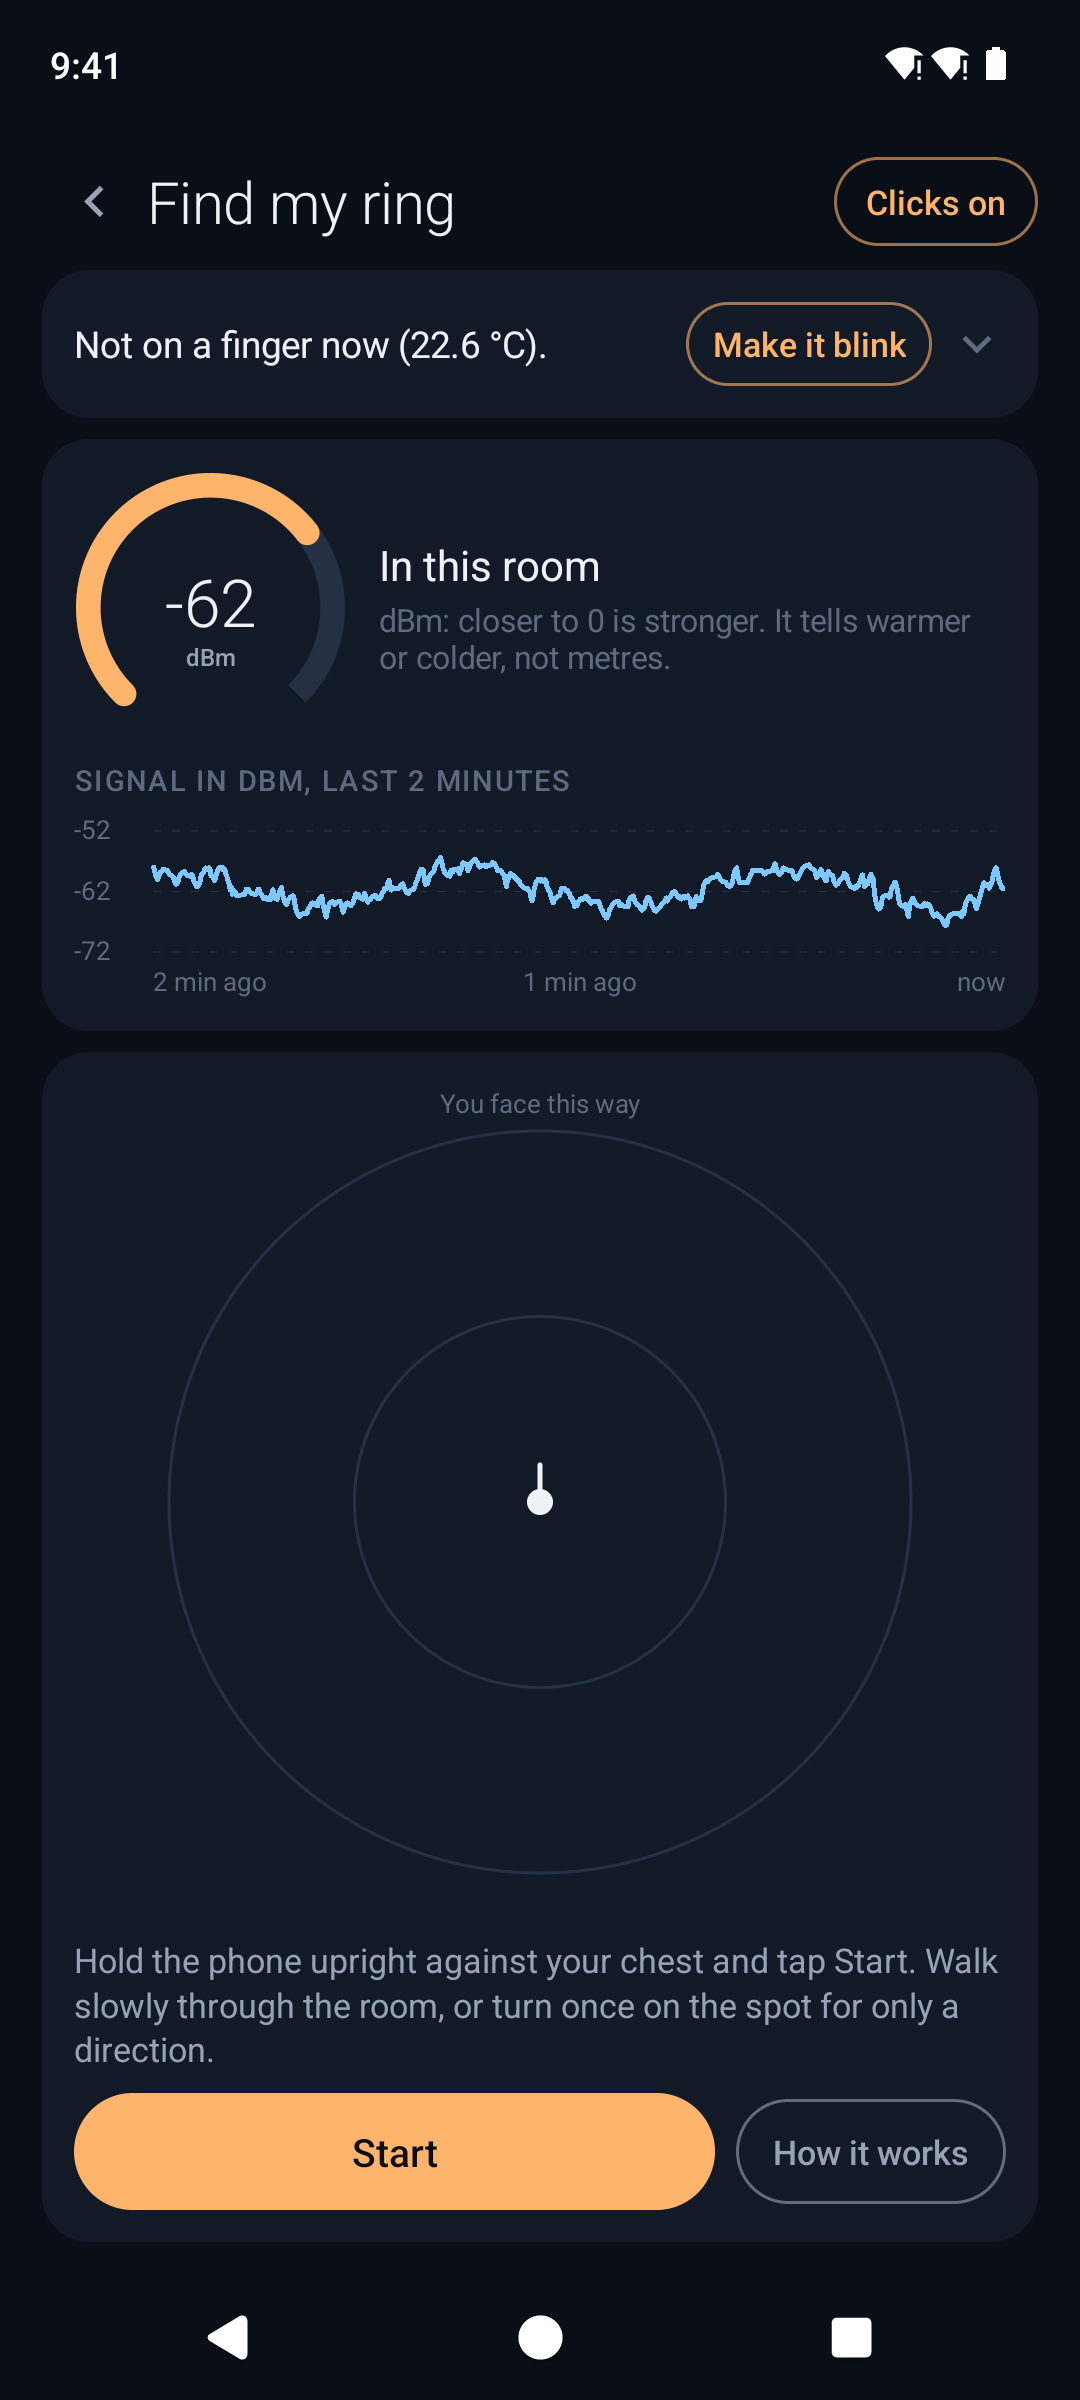 9:41
Find my ring
Clicks on
Not on a finger now (22.6 °C).
Make it blink
-62
dBm
In this room
dBm: closer to 0 is stronger. It tells warmer
or colder, not metres.
SIGNAL IN DBM, LAST 2 MINUTES
-52
-62
-72
2 min ago
1 min ago
now
You face this way
Hold the phone upright against your chest and tap Start. Walk
slowly through the room, or turn once on the spot for only a
direction.
Start
How it works